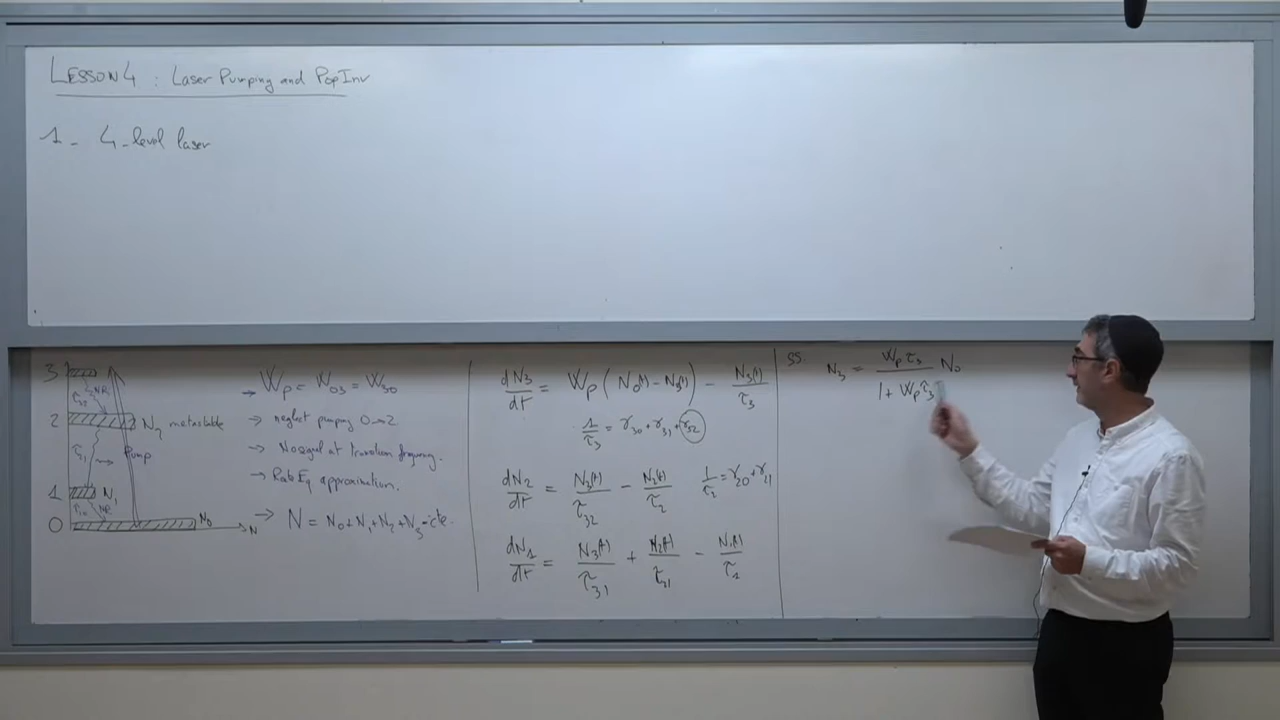 LESSON 4 : Laser Pumping and Pop Inv
1 - 4-level laser
3
τ32 NR
2 N2 metastable
τ21 Pump
1 N1
τ10 NR
0 N0 N
→ Wp = W03 = W30
→ neglect pumping 0→2
→ No signal at transition frequency.
→ Rate Eq approximation.
→ N = N0 + N1 + N2 + N3 = cte.
dN3/dt = Wp (N0(t) - N3(t)) - N3(t)/τ3
1/τ3 = γ30 + γ31 + γ32
dN2/dt = N3(t)/τ32 - N2(t)/τ2 1/τ2 = γ20 + γ21
dN1/dt = N3(t)/τ31 + N2(t)/τ21 - N1(t)/τ1
SS. N3 = Wp τ3 / 1 + Wp τ3 N0